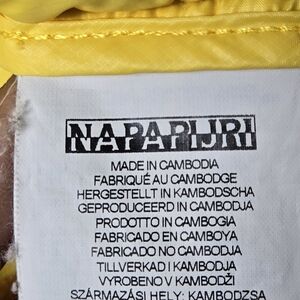 NAPAPIJRI
MADE IN CAMBODIA
FABRIQUÉ AU CAMBODGE
HERGESTELLT IN KAMBODSCHA
GEPRODUCEERD IN CAMBODJA
PRODOTTO IN CAMBOGIA
FABRICADO EN CAMBOYA
FABRICADO NO CAMBOJA
TILLVERKAD I KAMBODJA
VYROBENO V KAMBODŽI
SZÁRMAZÁSI HELY: KAMBODZSA